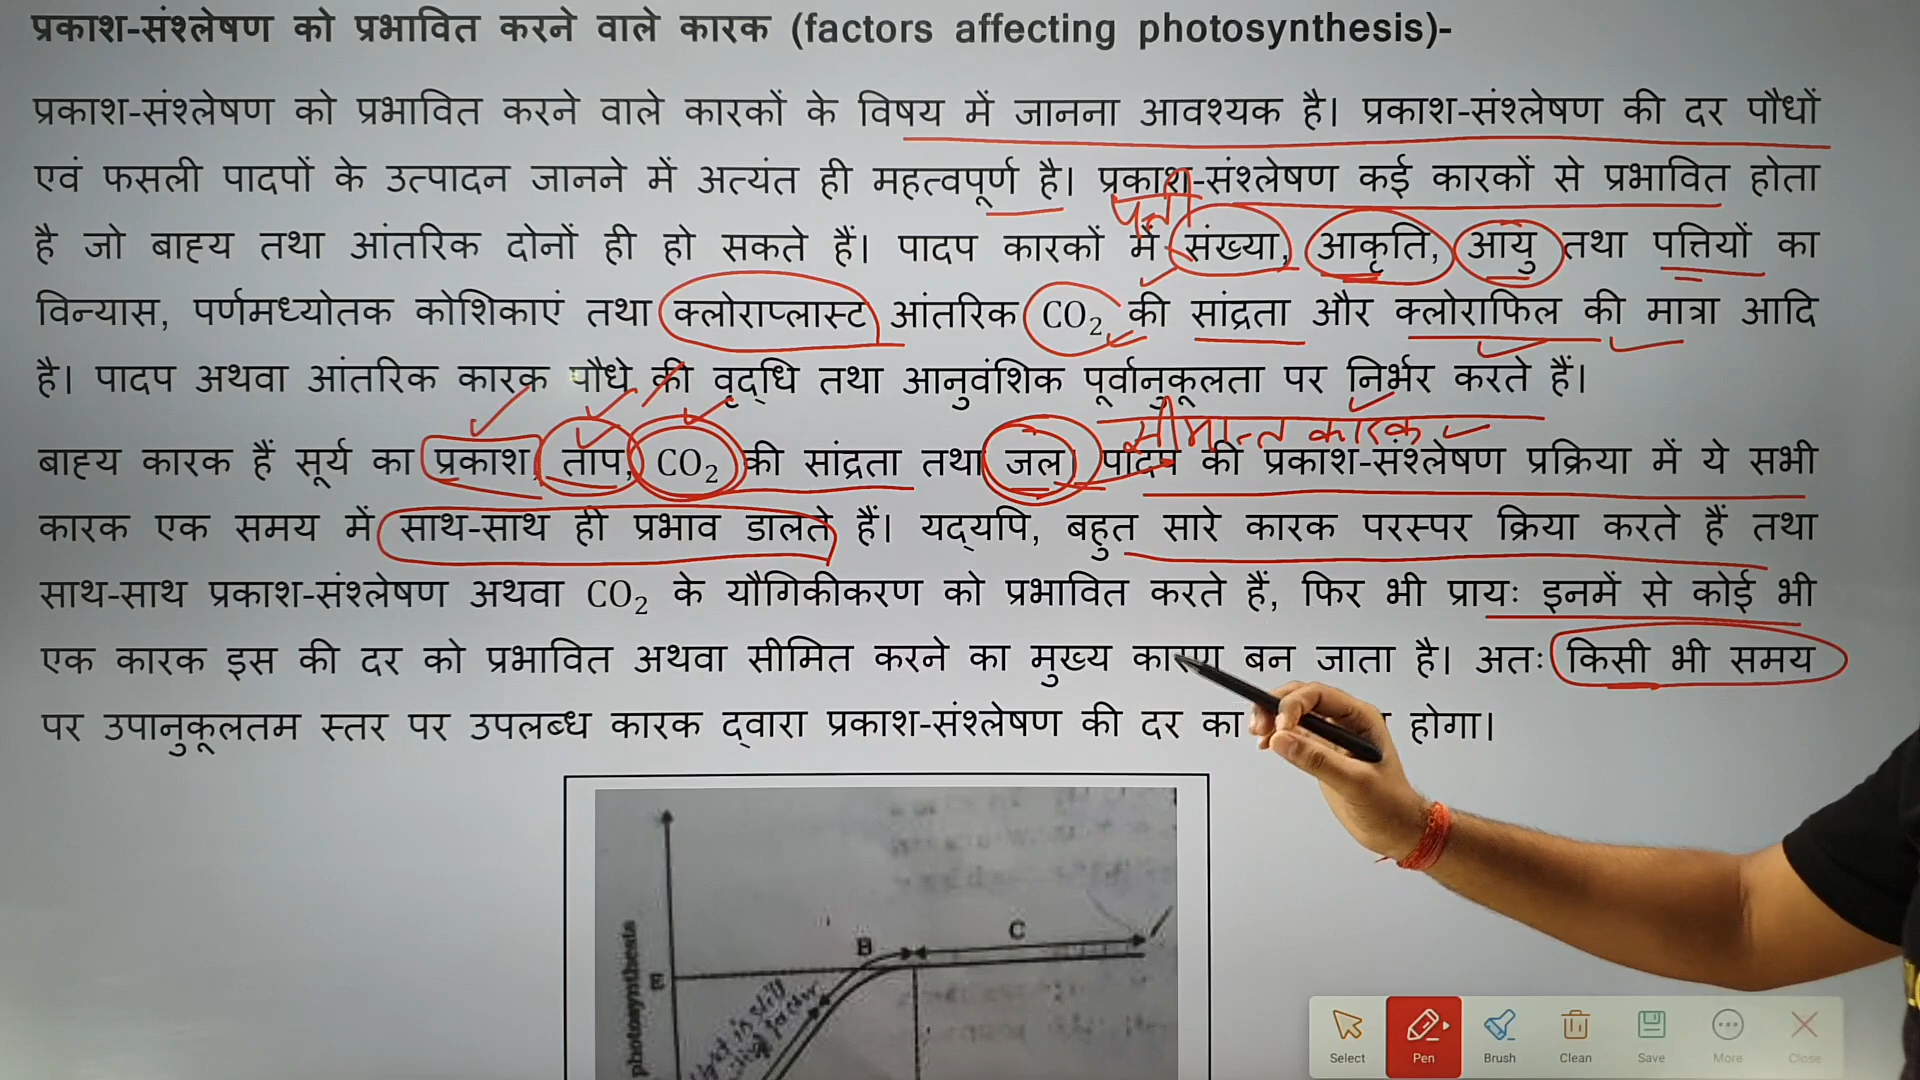 प्रकाश-संश्लेषण को प्रभावित करने वाले कारक (factors affecting photosynthesis)-
प्रकाश-संश्लेषण को प्रभावित करने वाले कारकों के विषय में जानना आवश्यक है। प्रकाश-संश्लेषण की दर पौधों
एवं फसली पादपों के उत्पादन जानने में अत्यंत ही महत्वपूर्ण है। प्रकाश-संश्लेषण कई कारकों से प्रभावित होता
पत्ती
है जो बाह्य तथा आंतरिक दोनों ही हो सकते हैं। पादप कारकों में संख्या, आकृति, आयु तथा पत्तियों का
विन्यास, पर्णमध्योतक कोशिकाएं तथा क्लोराप्लास्ट आंतरिक CO₂ की सांद्रता और क्लोराफिल की मात्रा आदि
है। पादप अथवा आंतरिक कारक पौधे की वृद्धि तथा आनुवंशिक पूर्वानुकूलता पर निर्भर करते हैं।
सीमान्त कारक
बाह्य कारक हैं सूर्य का प्रकाश, ताप, CO₂ की सांद्रता तथा जल पादप की प्रकाश-संश्लेषण प्रक्रिया में ये सभी
कारक एक समय में साथ-साथ ही प्रभाव डालते हैं। यद्यपि, बहुत सारे कारक परस्पर क्रिया करते हैं तथा
साथ-साथ प्रकाश-संश्लेषण अथवा CO₂ के यौगिकीकरण को प्रभावित करते हैं, फिर भी प्रायः इनमें से कोई भी
एक कारक इस की दर को प्रभावित अथवा सीमित करने का मुख्य कारण बन जाता है। अतः किसी भी समय
पर उपानुकूलतम स्तर पर उपलब्ध कारक द्वारा प्रकाश-संश्लेषण की दर का होगा।
B
C
E
photosynthesis
is still
Select
Pen
Brush
Clean
Save
More
Close